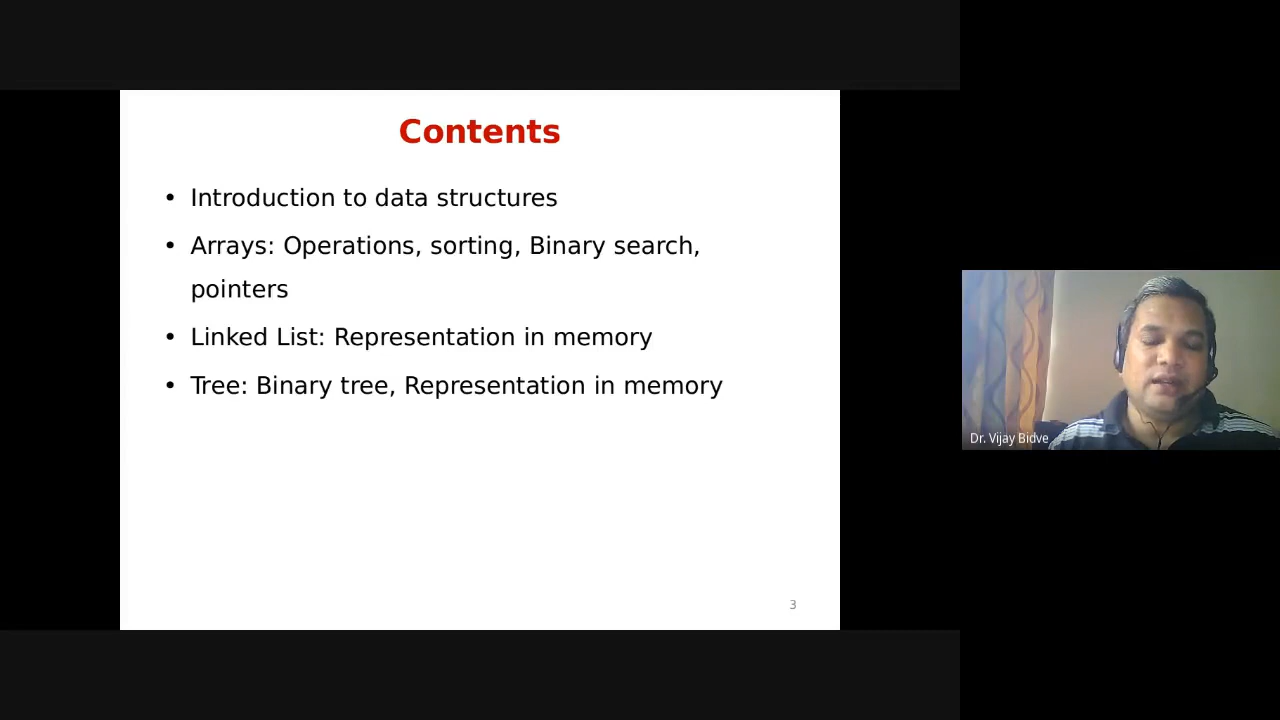 Contents
• Introduction to data structures
• Arrays: Operations, sorting, Binary search,
pointers
• Linked List: Representation in memory
• Tree: Binary tree, Representation in memory
3
Dr. Vijay Bidve